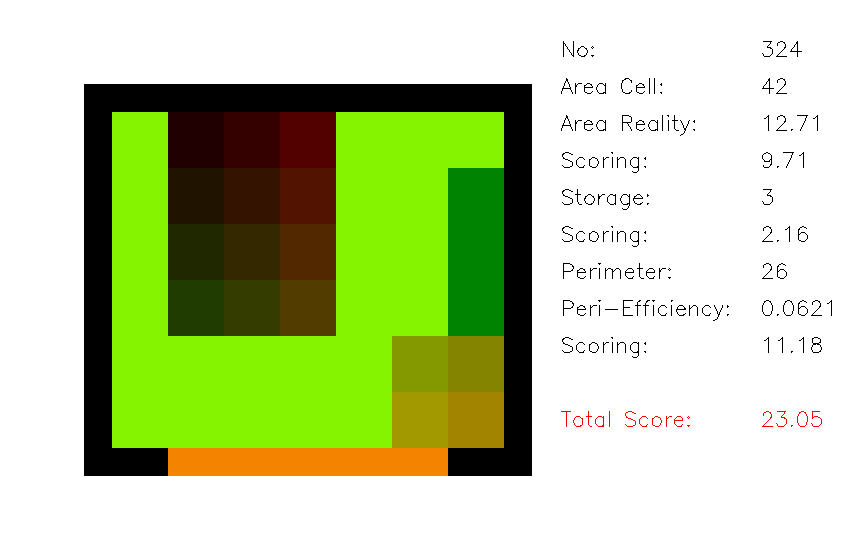 No: 324
Area Cell: 42
Area Reality: 12.71
Scoring: 9.71
Storage: 3
Scoring: 2.16
Perimeter: 26
Peri-Efficiency: 0.0621
Scoring: 11.18
Total Score: 23.05